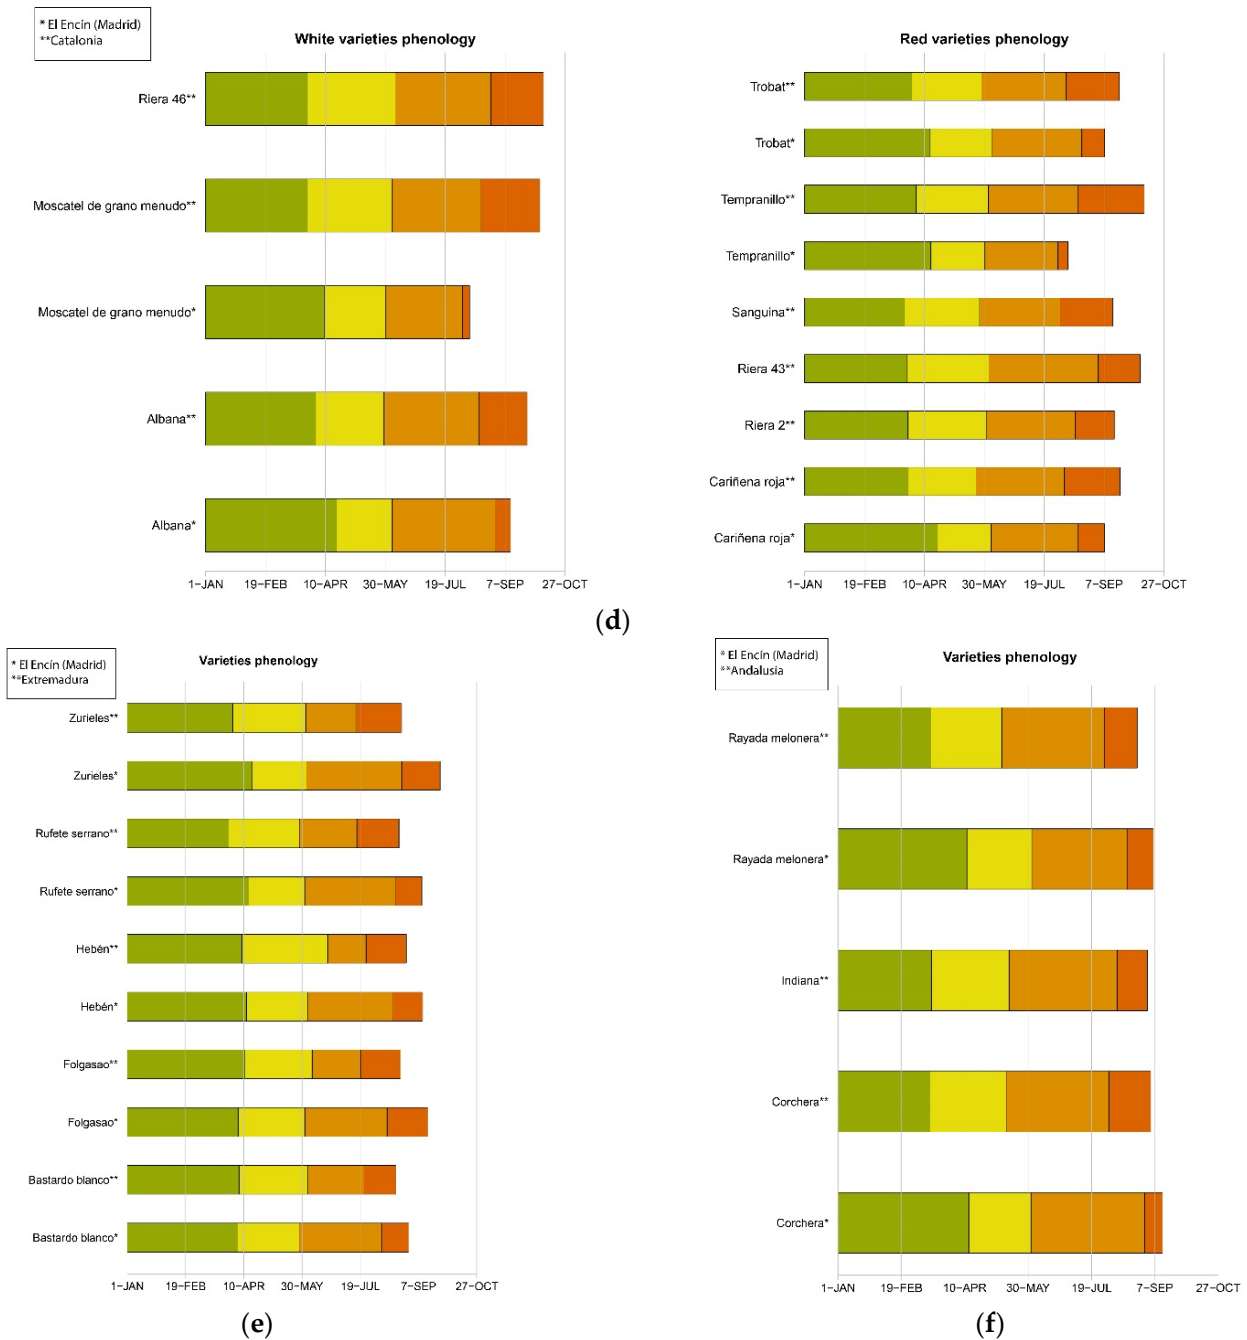 * El Encín (Madrid)
**Catalonia
White varieties phenology
Riera 46**
Moscatel de grano menudo**
Moscatel de grano menudo*
Albana**
Albana*
1-JAN 19-FEB 10-APR 30-MAY 19-JUL 7-SEP 27-OCT
Red varieties phenology
Trobat**
Trobat*
Tempranillo**
Tempranillo*
Sanguina**
Riera 43**
Riera 2**
Cariñena roja**
Cariñena roja*
1-JAN 19-FEB 10-APR 30-MAY 19-JUL 7-SEP 27-OCT
(d)
* El Encín (Madrid)
**Extremadura
Varieties phenology
Zurieles**
Zurieles*
Rufete serrano**
Rufete serrano*
Hebén**
Hebén*
Folgasao**
Folgasao*
Bastardo blanco**
Bastardo blanco*
1-JAN 19-FEB 10-APR 30-MAY 19-JUL 7-SEP 27-OCT
(e)
* El Encín (Madrid)
**Andalusia
Varieties phenology
Rayada melonera**
Rayada melonera*
Indiana**
Corchera**
Corchera*
1-JAN 19-FEB 10-APR 30-MAY 19-JUL 7-SEP 27-OCT
(f)